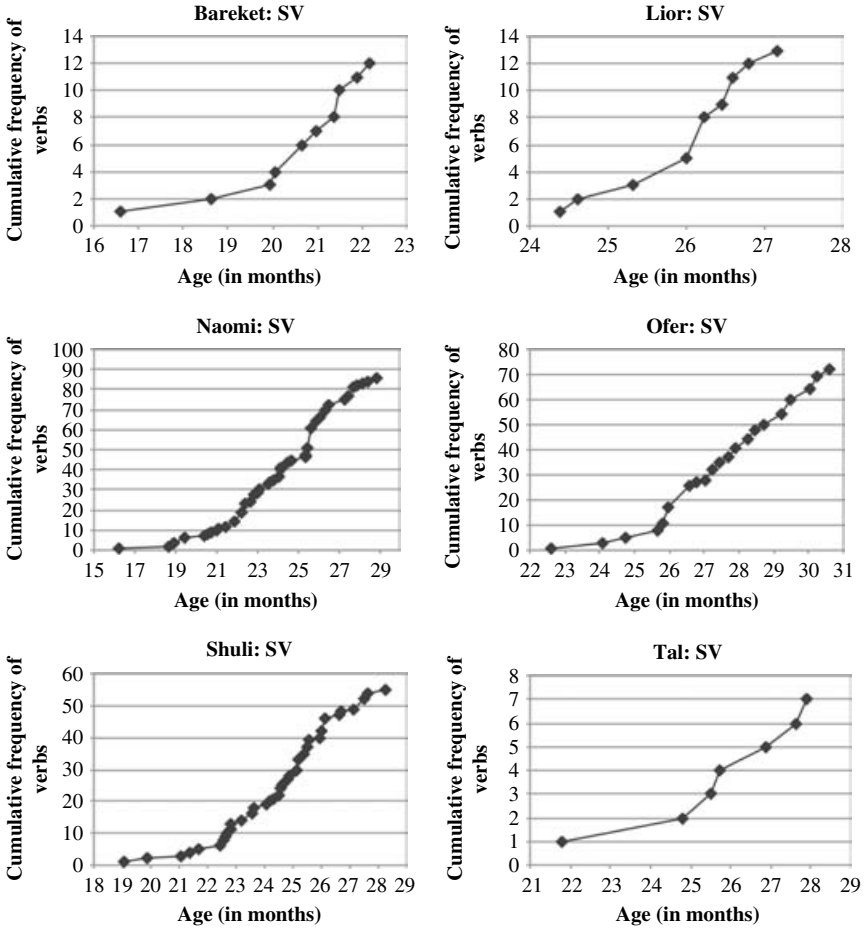 Bareket: SV
Cumulative frequency of
verbs
14
12
10
8
6
4
2
0
16 17 18 19 20 21 22 23
Age (in months)
Lior: SV
Cumulative frequency of
verbs
14
12
10
8
6
4
2
0
24 25 26 27 28
Age (in months)
Naomi: SV
Cumulative frequency of
verbs
100
90
80
70
60
50
40
30
20
10
0
15 17 19 21 23 25 27 29
Age (in months)
Ofer: SV
Cumulative frequency of
verbs
80
70
60
50
40
30
20
10
0
22 23 24 25 26 27 28 29 30 31
Age (in months)
Shuli: SV
Cumulative frequency of
verbs
60
50
40
30
20
10
0
18 19 20 21 22 23 24 25 26 27 28 29
Age (in months)
Tal: SV
Cumulative frequency of
verbs
8
7
6
5
4
3
2
1
0
21 22 23 24 25 26 27 28 29
Age (in months)